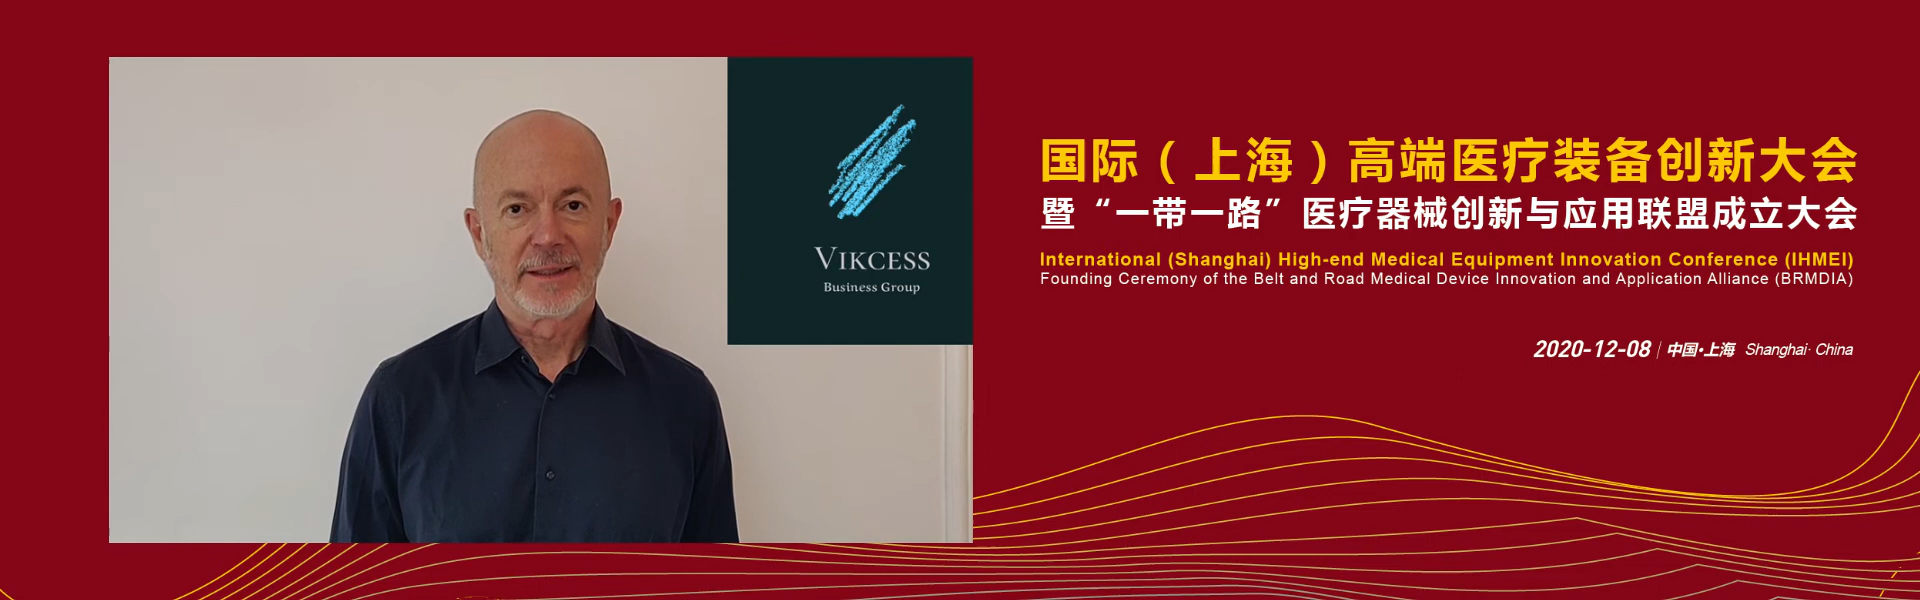 VIKCESS
Business Group
国际（上海）高端医疗装备创新大会
暨“一带一路”医疗器械创新与应用联盟成立大会
International (Shanghai) High-end Medical Equipment Innovation Conference (IHMEI)
Founding Ceremony of the Belt and Road Medical Device Innovation and Application Alliance (BRMDIA)
2020-12-08 | 中国·上海 Shanghai· China